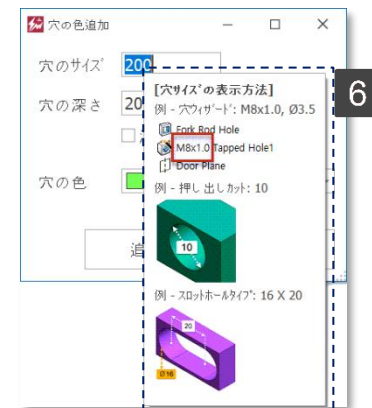 穴の色追加
穴のサイズ 200
[穴サイズの表示方法]
例 - 穴ウィザード: M8x1.0, Ø3.5
6
穴の深さ 20
Fork Rod Hole
M8x1.0 Tapped Hole1
Door Plane
穴の色
例 - 押し出しカット: 10
追
10
例 - スロットホールタイプ: 16 X 20
20
Ø16